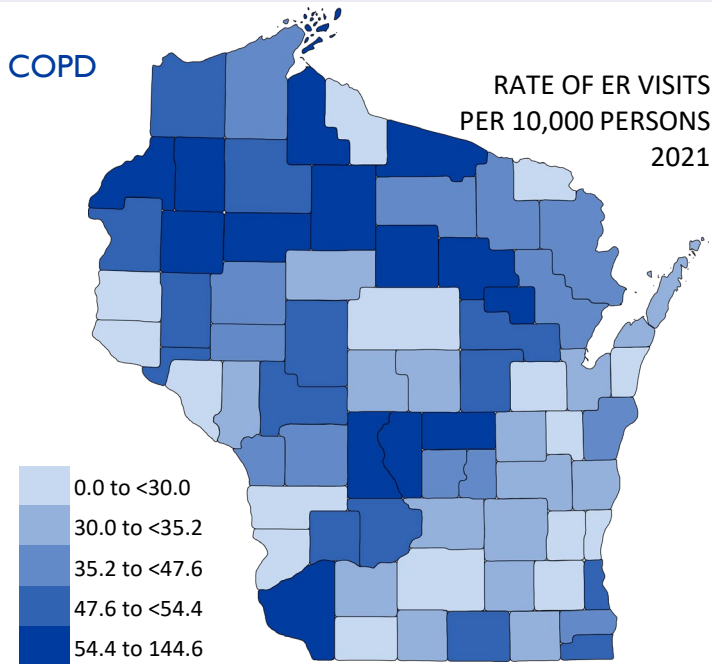 COPD
RATE OF ER VISITS
PER 10,000 PERSONS
2021
0.0 to <30.0
30.0 to <35.2
35.2 to <47.6
47.6 to <54.4
54.4 to 144.6